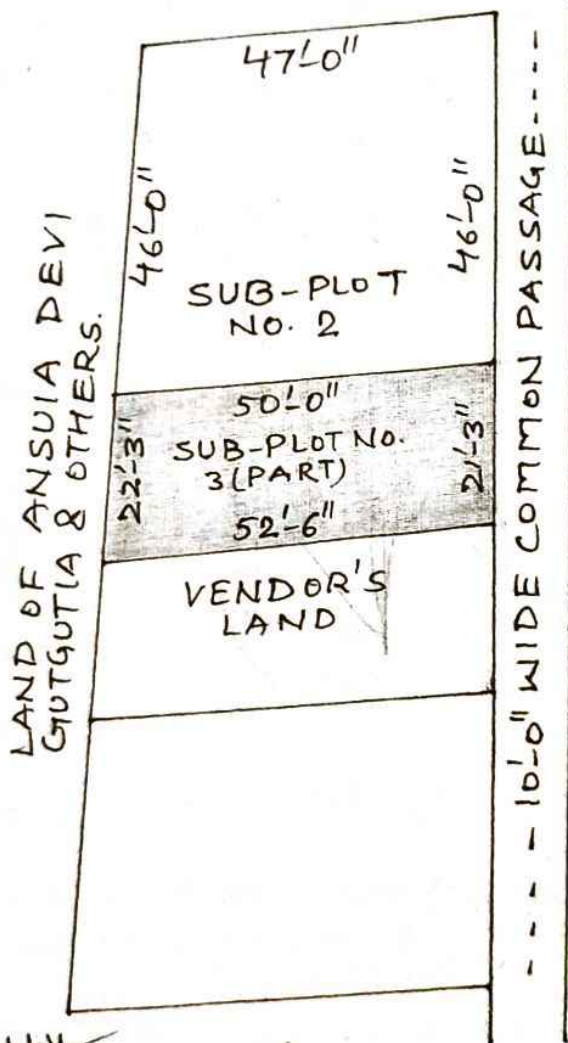 47'-0"
46'-0"
46'-0"
SUB-PLOT
NO. 2
50'-0"
22'-3"
SUB-PLOT NO.
3(PART)
21'-3"
52'-6"
VENDOR'S
LAND
LAND OF ANSUIA DEVI
GUTGUTIA & OTHERS.
10'-0" WIDE COMMON PASSAGE